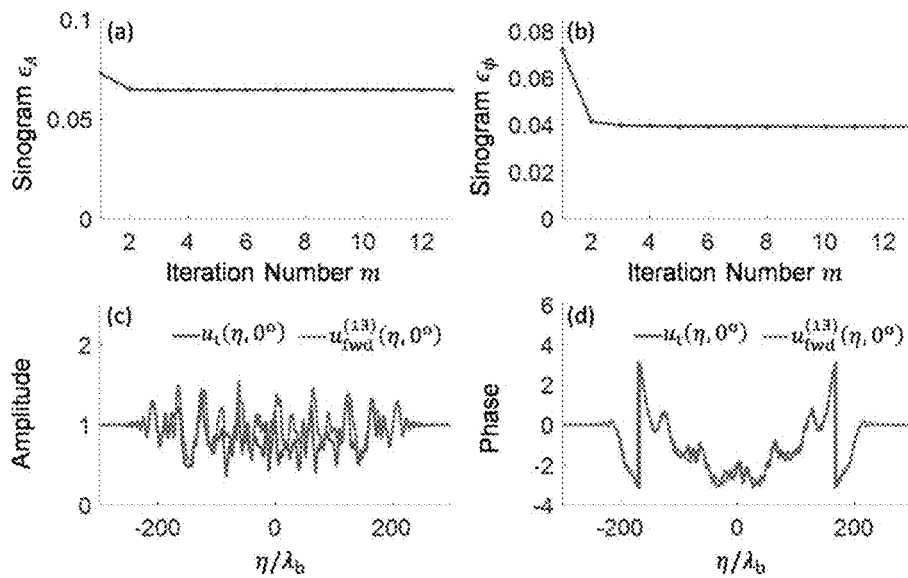 (a)
Sinogram ϵ_A
0.1
0.05
0
2 4 6 8 10 12
Iteration Number m
(b)
Sinogram ϵ_ϕ
0.08
0.06
0.04
0.02
0
2 4 6 8 10 12
Iteration Number m
(c)
u_t(η, 0°) u_fwd^(13)(η, 0°)
Amplitude
2
1
0
-200 0 200
η/λ_b
(d)
u_t(η, 0°) u_fwd^(13)(η, 0°)
Phase
6
4
2
0
-2
-4
-200 0 200
η/λ_b